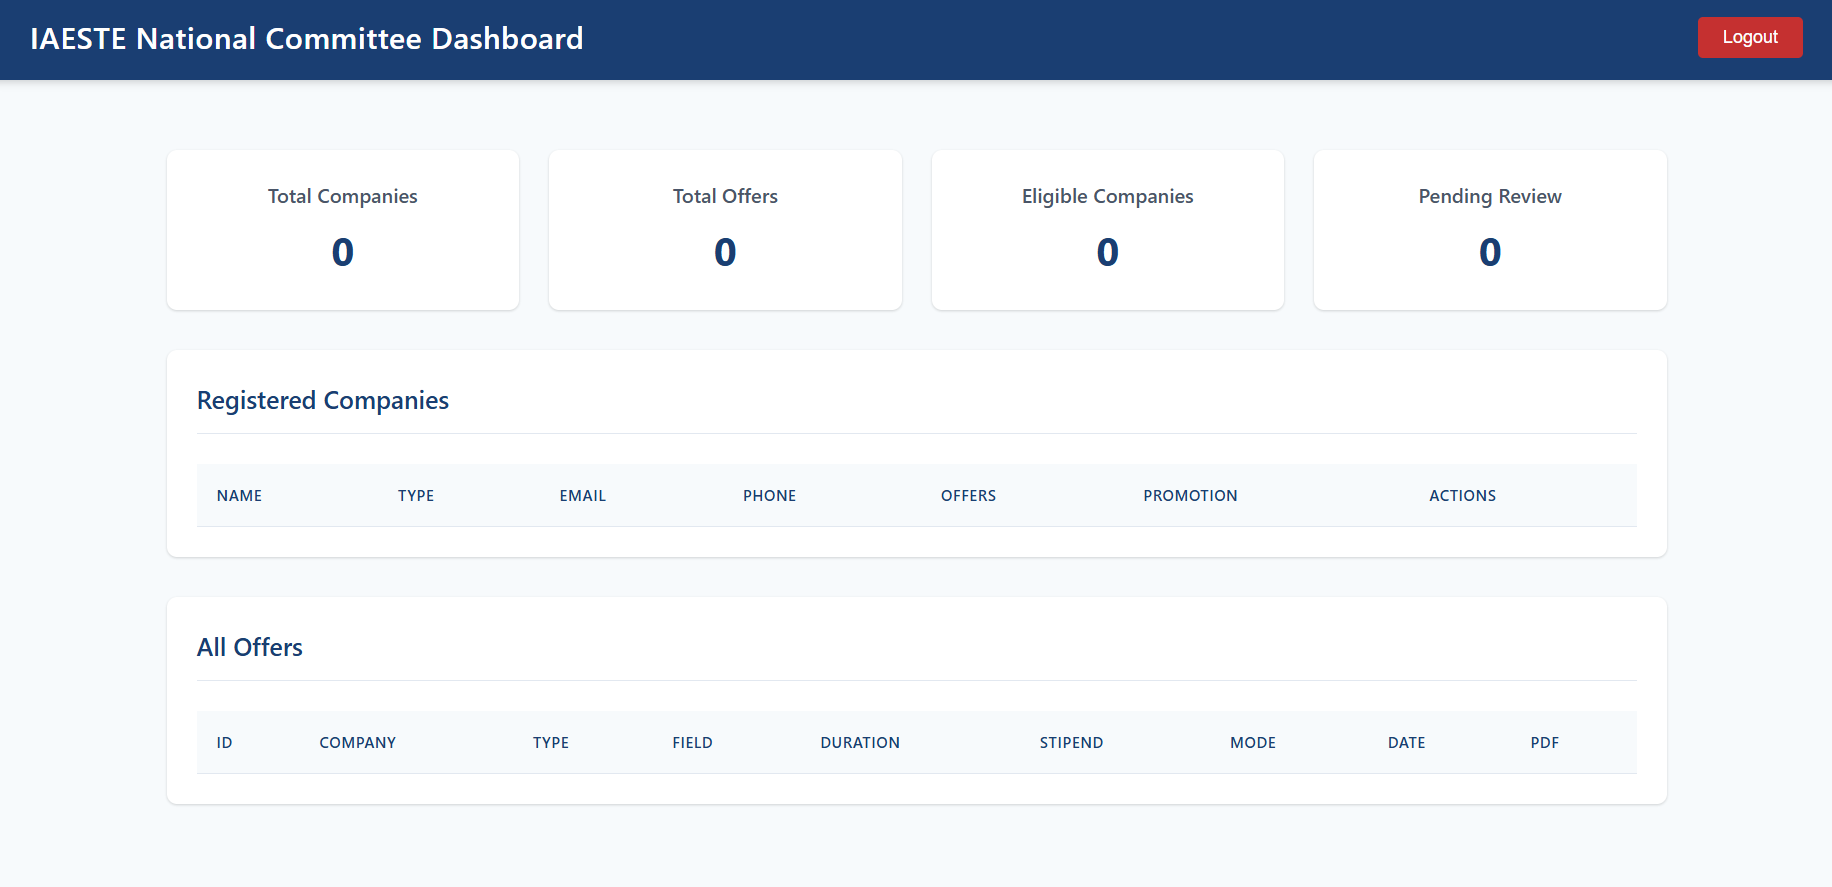 IAESTE National Committee Dashboard
Logout
Total Companies
0
Total Offers
0
Eligible Companies
0
Pending Review
0
Registered Companies
NAME TYPE EMAIL PHONE OFFERS PROMOTION ACTIONS
All Offers
ID COMPANY TYPE FIELD DURATION STIPEND MODE DATE PDF